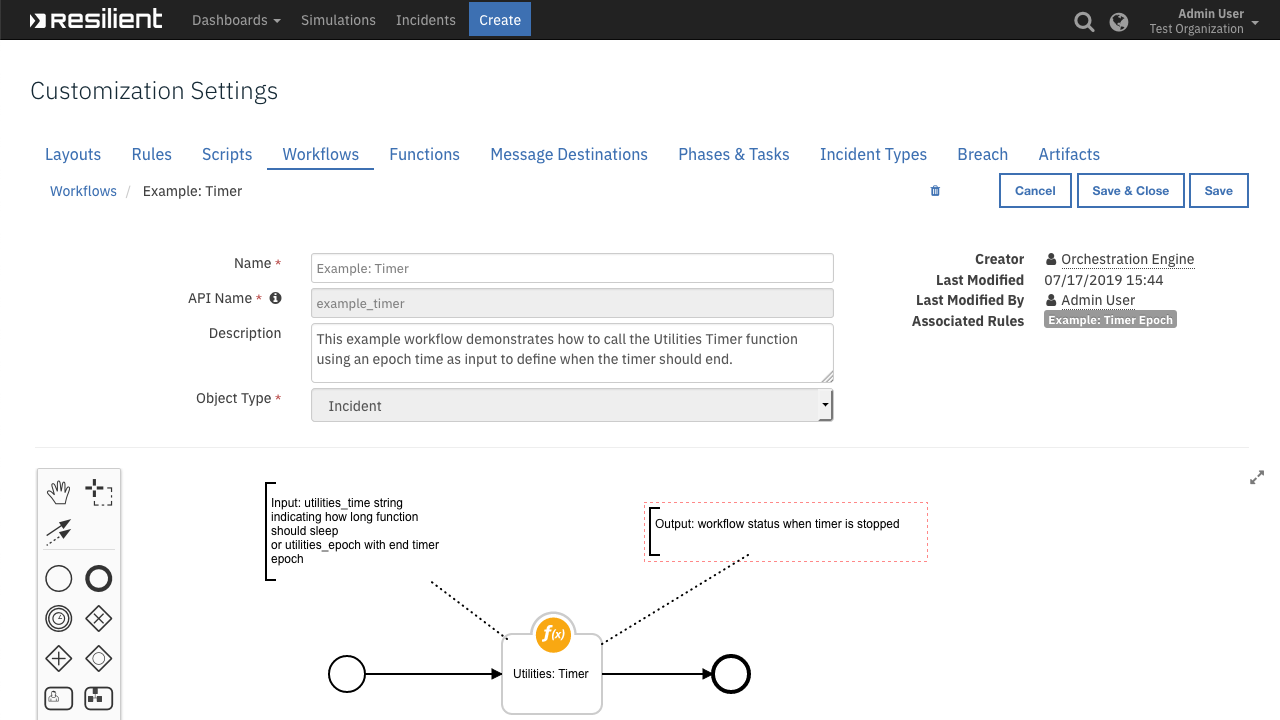 resilient
Dashboards
Simulations
Incidents
Create
Admin User
Test Organization
Customization Settings
Layouts
Rules
Scripts
Workflows
Functions
Message Destinations
Phases & Tasks
Incident Types
Breach
Artifacts
Workflows / Example: Timer
Cancel
Save & Close
Save
Name *
Example: Timer
API Name *
example_timer
Description
This example workflow demonstrates how to call the Utilities Timer function
using an epoch time as input to define when the timer should end.
Object Type *
Incident
Creator
Orchestration Engine
Last Modified
07/17/2019 15:44
Last Modified By
Admin User
Associated Rules
Example: Timer Epoch
Input: utilities_time string
indicating how long function
should sleep
or utilities_epoch with end timer
epoch
Output: workflow status when timer is stopped
f(x)
Utilities: Timer